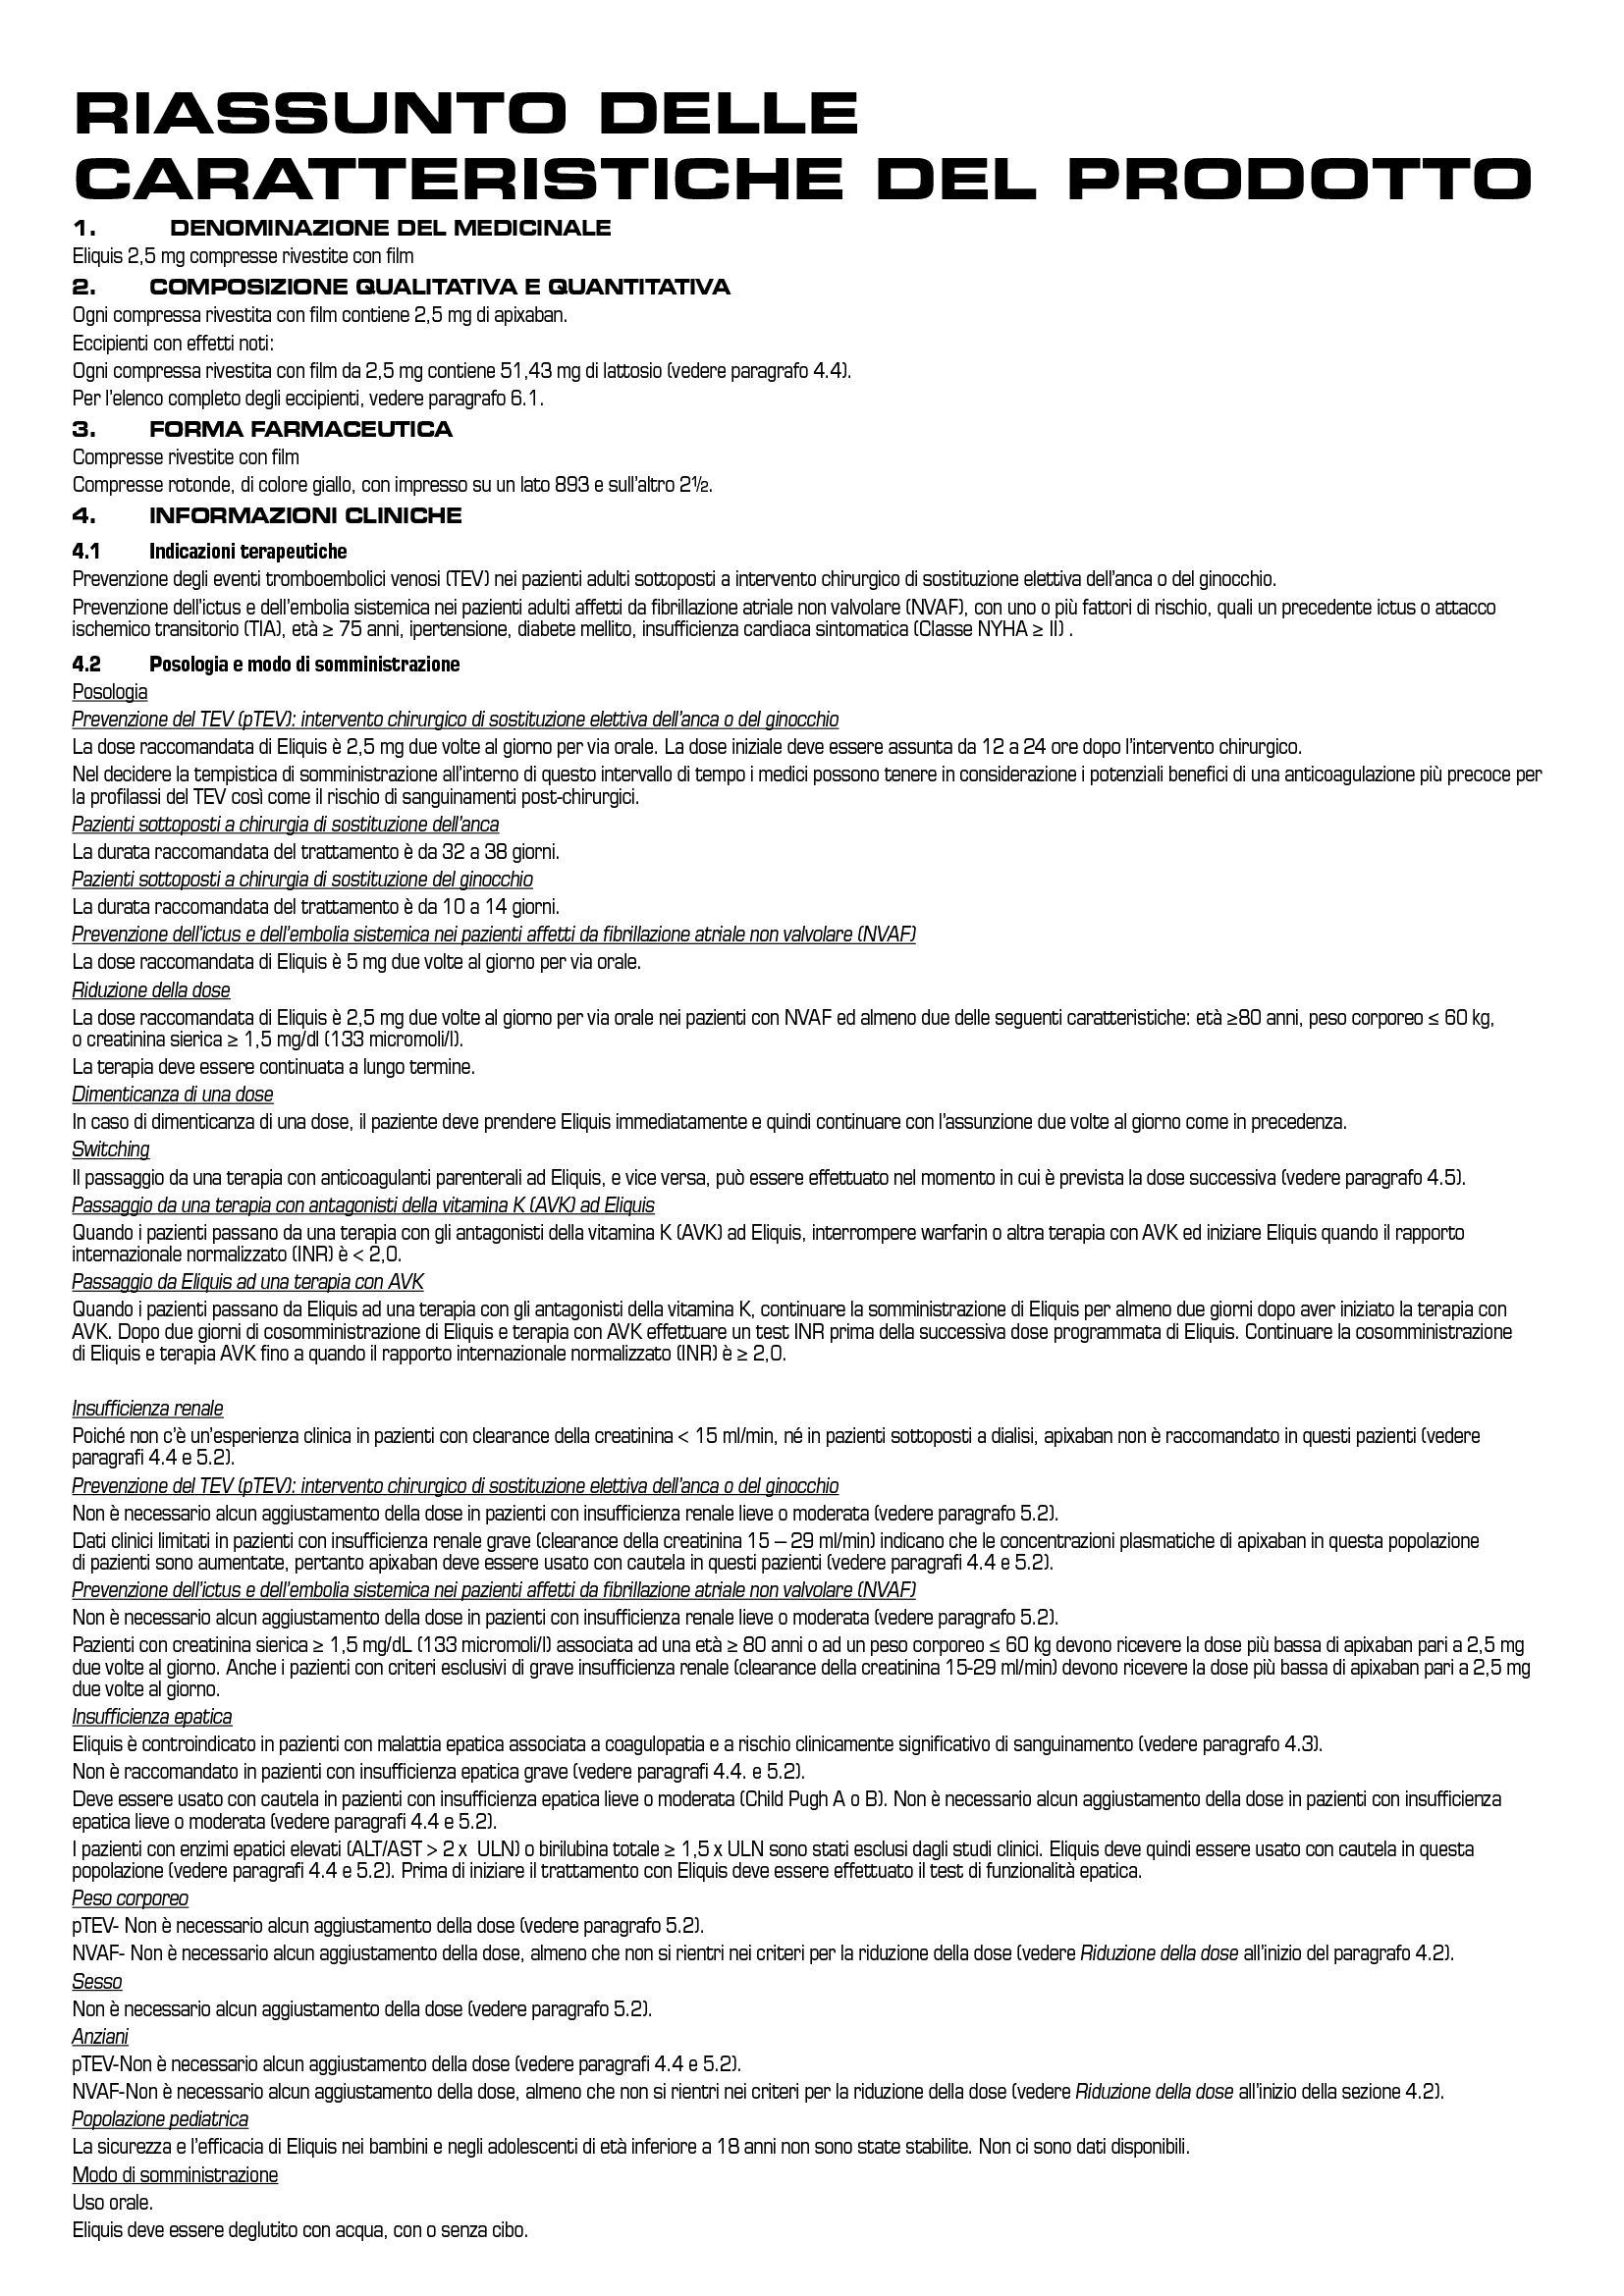 RIASSUNTO DELLE
CARATTERISTICHE DEL PRODOTTO
1. DENOMINAZIONE DEL MEDICINALE
Eliquis 2,5 mg compresse rivestite con film
2. COMPOSIZIONE QUALITATIVA E QUANTITATIVA
Ogni compressa rivestita con film contiene 2,5 mg di apixaban.
Eccipienti con effetti noti:
Ogni compressa rivestita con film da 2,5 mg contiene 51,43 mg di lattosio (vedere paragrafo 4.4).
Per l'elenco completo degli eccipienti, vedere paragrafo 6.1.
3. FORMA FARMACEUTICA
Compresse rivestite con film
Compresse rotonde, di colore giallo, con impresso su un lato 893 e sull'altro 2½.
4. INFORMAZIONI CLINICHE
4.1 Indicazioni terapeutiche
Prevenzione degli eventi tromboembolici venosi (TEV) nei pazienti adulti sottoposti a intervento chirurgico di sostituzione elettiva dell'anca o del ginocchio.
Prevenzione dell'ictus e dell'embolia sistemica nei pazienti adulti affetti da fibrillazione atriale non valvolare (NVAF), con uno o più fattori di rischio, quali un precedente ictus o attacco
ischemico transitorio (TIA), età ≥ 75 anni, ipertensione, diabete mellito, insufficienza cardiaca sintomatica (Classe NYHA ≥ II) .
4.2 Posologia e modo di somministrazione
Posologia
Prevenzione del TEV (pTEV): intervento chirurgico di sostituzione elettiva dell'anca o del ginocchio
La dose raccomandata di Eliquis è 2,5 mg due volte al giorno per via orale. La dose iniziale deve essere assunta da 12 a 24 ore dopo l'intervento chirurgico.
Nel decidere la tempistica di somministrazione all'interno di questo intervallo di tempo i medici possono tenere in considerazione i potenziali benefici di una anticoagulazione più precoce per
la profilassi del TEV così come il rischio di sanguinamenti post-chirurgici.
Pazienti sottoposti a chirurgia di sostituzione dell'anca
La durata raccomandata del trattamento è da 32 a 38 giorni.
Pazienti sottoposti a chirurgia di sostituzione del ginocchio
La durata raccomandata del trattamento è da 10 a 14 giorni.
Prevenzione dell'ictus e dell'embolia sistemica nei pazienti affetti da fibrillazione atriale non valvolare (NVAF)
La dose raccomandata di Eliquis è 5 mg due volte al giorno per via orale.
Riduzione della dose
La dose raccomandata di Eliquis è 2,5 mg due volte al giorno per via orale nei pazienti con NVAF ed almeno due delle seguenti caratteristiche: età ≥80 anni, peso corporeo ≤ 60 kg,
o creatinina sierica ≥ 1,5 mg/dl (133 micromoli/l).
La terapia deve essere continuata a lungo termine.
Dimenticanza di una dose
In caso di dimenticanza di una dose, il paziente deve prendere Eliquis immediatamente e quindi continuare con l'assunzione due volte al giorno come in precedenza.
Switching
Il passaggio da una terapia con anticoagulanti parenterali ad Eliquis, e vice versa, può essere effettuato nel momento in cui è prevista la dose successiva (vedere paragrafo 4.5).
Passaggio da una terapia con antagonisti della vitamina K (AVK) ad Eliquis
Quando i pazienti passano da una terapia con gli antagonisti della vitamina K (AVK) ad Eliquis, interrompere warfarin o altra terapia con AVK ed iniziare Eliquis quando il rapporto
internazionale normalizzato (INR) è < 2,0.
Passaggio da Eliquis ad una terapia con AVK
Quando i pazienti passano da Eliquis ad una terapia con gli antagonisti della vitamina K, continuare la somministrazione di Eliquis per almeno due giorni dopo aver iniziato la terapia con
AVK. Dopo due giorni di cosomministrazione di Eliquis e terapia con AVK effettuare un test INR prima della successiva dose programmata di Eliquis. Continuare la cosomministrazione
di Eliquis e terapia AVK fino a quando il rapporto internazionale normalizzato (INR) è ≥ 2,0.
Insufficienza renale
Poiché non c'è un'esperienza clinica in pazienti con clearance della creatinina < 15 ml/min, né in pazienti sottoposti a dialisi, apixaban non è raccomandato in questi pazienti (vedere
paragrafi 4.4 e 5.2).
Prevenzione del TEV (pTEV): intervento chirurgico di sostituzione elettiva dell'anca o del ginocchio
Non è necessario alcun aggiustamento della dose in pazienti con insufficienza renale lieve o moderata (vedere paragrafo 5.2).
Dati clinici limitati in pazienti con insufficienza renale grave (clearance della creatinina 15 – 29 ml/min) indicano che le concentrazioni plasmatiche di apixaban in questa popolazione
di pazienti sono aumentate, pertanto apixaban deve essere usato con cautela in questi pazienti (vedere paragrafi 4.4 e 5.2).
Prevenzione dell'ictus e dell'embolia sistemica nei pazienti affetti da fibrillazione atriale non valvolare (NVAF)
Non è necessario alcun aggiustamento della dose in pazienti con insufficienza renale lieve o moderata (vedere paragrafo 5.2).
Pazienti con creatinina sierica ≥ 1,5 mg/dL (133 micromoli/l) associata ad una età ≥ 80 anni o ad un peso corporeo ≤ 60 kg devono ricevere la dose più bassa di apixaban pari a 2,5 mg
due volte al giorno. Anche i pazienti con criteri esclusivi di grave insufficienza renale (clearance della creatinina 15-29 ml/min) devono ricevere la dose più bassa di apixaban pari a 2,5 mg
due volte al giorno.
Insufficienza epatica
Eliquis è controindicato in pazienti con malattia epatica associata a coagulopatia e a rischio clinicamente significativo di sanguinamento (vedere paragrafo 4.3).
Non è raccomandato in pazienti con insufficienza epatica grave (vedere paragrafi 4.4. e 5.2).
Deve essere usato con cautela in pazienti con insufficienza epatica lieve o moderata (Child Pugh A o B). Non è necessario alcun aggiustamento della dose in pazienti con insufficienza
epatica lieve o moderata (vedere paragrafi 4.4 e 5.2).
I pazienti con enzimi epatici elevati (ALT/AST > 2 x ULN) o birilubina totale ≥ 1,5 x ULN sono stati esclusi dagli studi clinici. Eliquis deve quindi essere usato con cautela in questa
popolazione (vedere paragrafi 4.4 e 5.2). Prima di iniziare il trattamento con Eliquis deve essere effettuato il test di funzionalità epatica.
Peso corporeo
pTEV- Non è necessario alcun aggiustamento della dose (vedere paragrafo 5.2).
NVAF- Non è necessario alcun aggiustamento della dose, almeno che non si rientri nei criteri per la riduzione della dose (vedere Riduzione della dose all'inizio del paragrafo 4.2).
Sesso
Non è necessario alcun aggiustamento della dose (vedere paragrafo 5.2).
Anziani
pTEV-Non è necessario alcun aggiustamento della dose (vedere paragrafi 4.4 e 5.2).
NVAF-Non è necessario alcun aggiustamento della dose, almeno che non si rientri nei criteri per la riduzione della dose (vedere Riduzione della dose all'inizio della sezione 4.2).
Popolazione pediatrica
La sicurezza e l'efficacia di Eliquis nei bambini e negli adolescenti di età inferiore a 18 anni non sono state stabilite. Non ci sono dati disponibili.
Modo di somministrazione
Uso orale.
Eliquis deve essere deglutito con acqua, con o senza cibo.